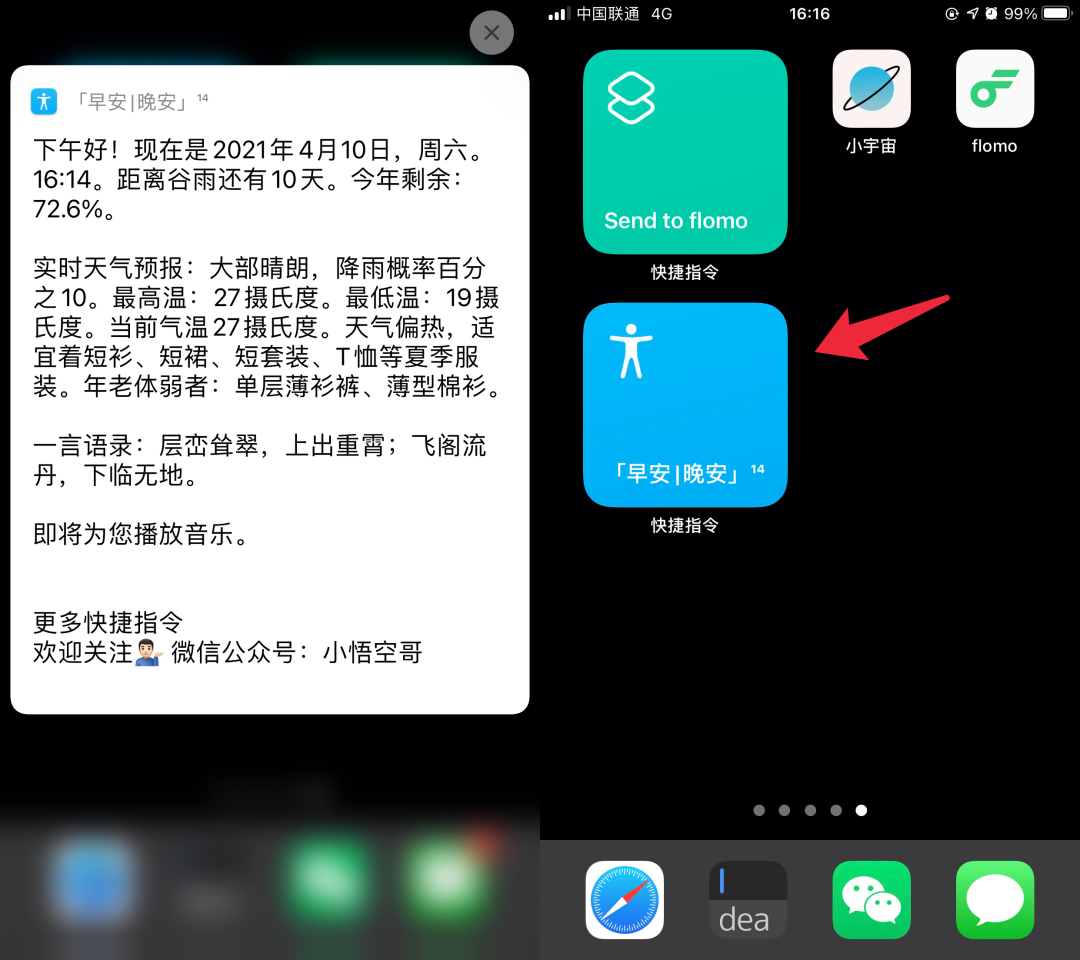 「早安|晚安」¹⁴
下午好！现在是2021年4月10日，周六。
16:14。距离谷雨还有10天。今年剩余：
72.6%。
实时天气预报：大部晴朗，降雨概率百分
之10。最高温：27摄氏度。最低温：19摄
氏度。当前气温27摄氏度。天气偏热，适
宜着短衫、短裙、短套装、T恤等夏季服
装。年老体弱者：单层薄衫裤、薄型棉衫。
一言语录：层峦耸翠，上出重霄；飞阁流
丹，下临无地。
即将为您播放音乐。
更多快捷指令
欢迎关注💁🏻‍♂️ 微信公众号：小悟空哥
中国联通 4G 16:16 99%
Send to flomo
快捷指令
小宇宙
flomo
「早安|晚安」¹⁴
快捷指令
dea